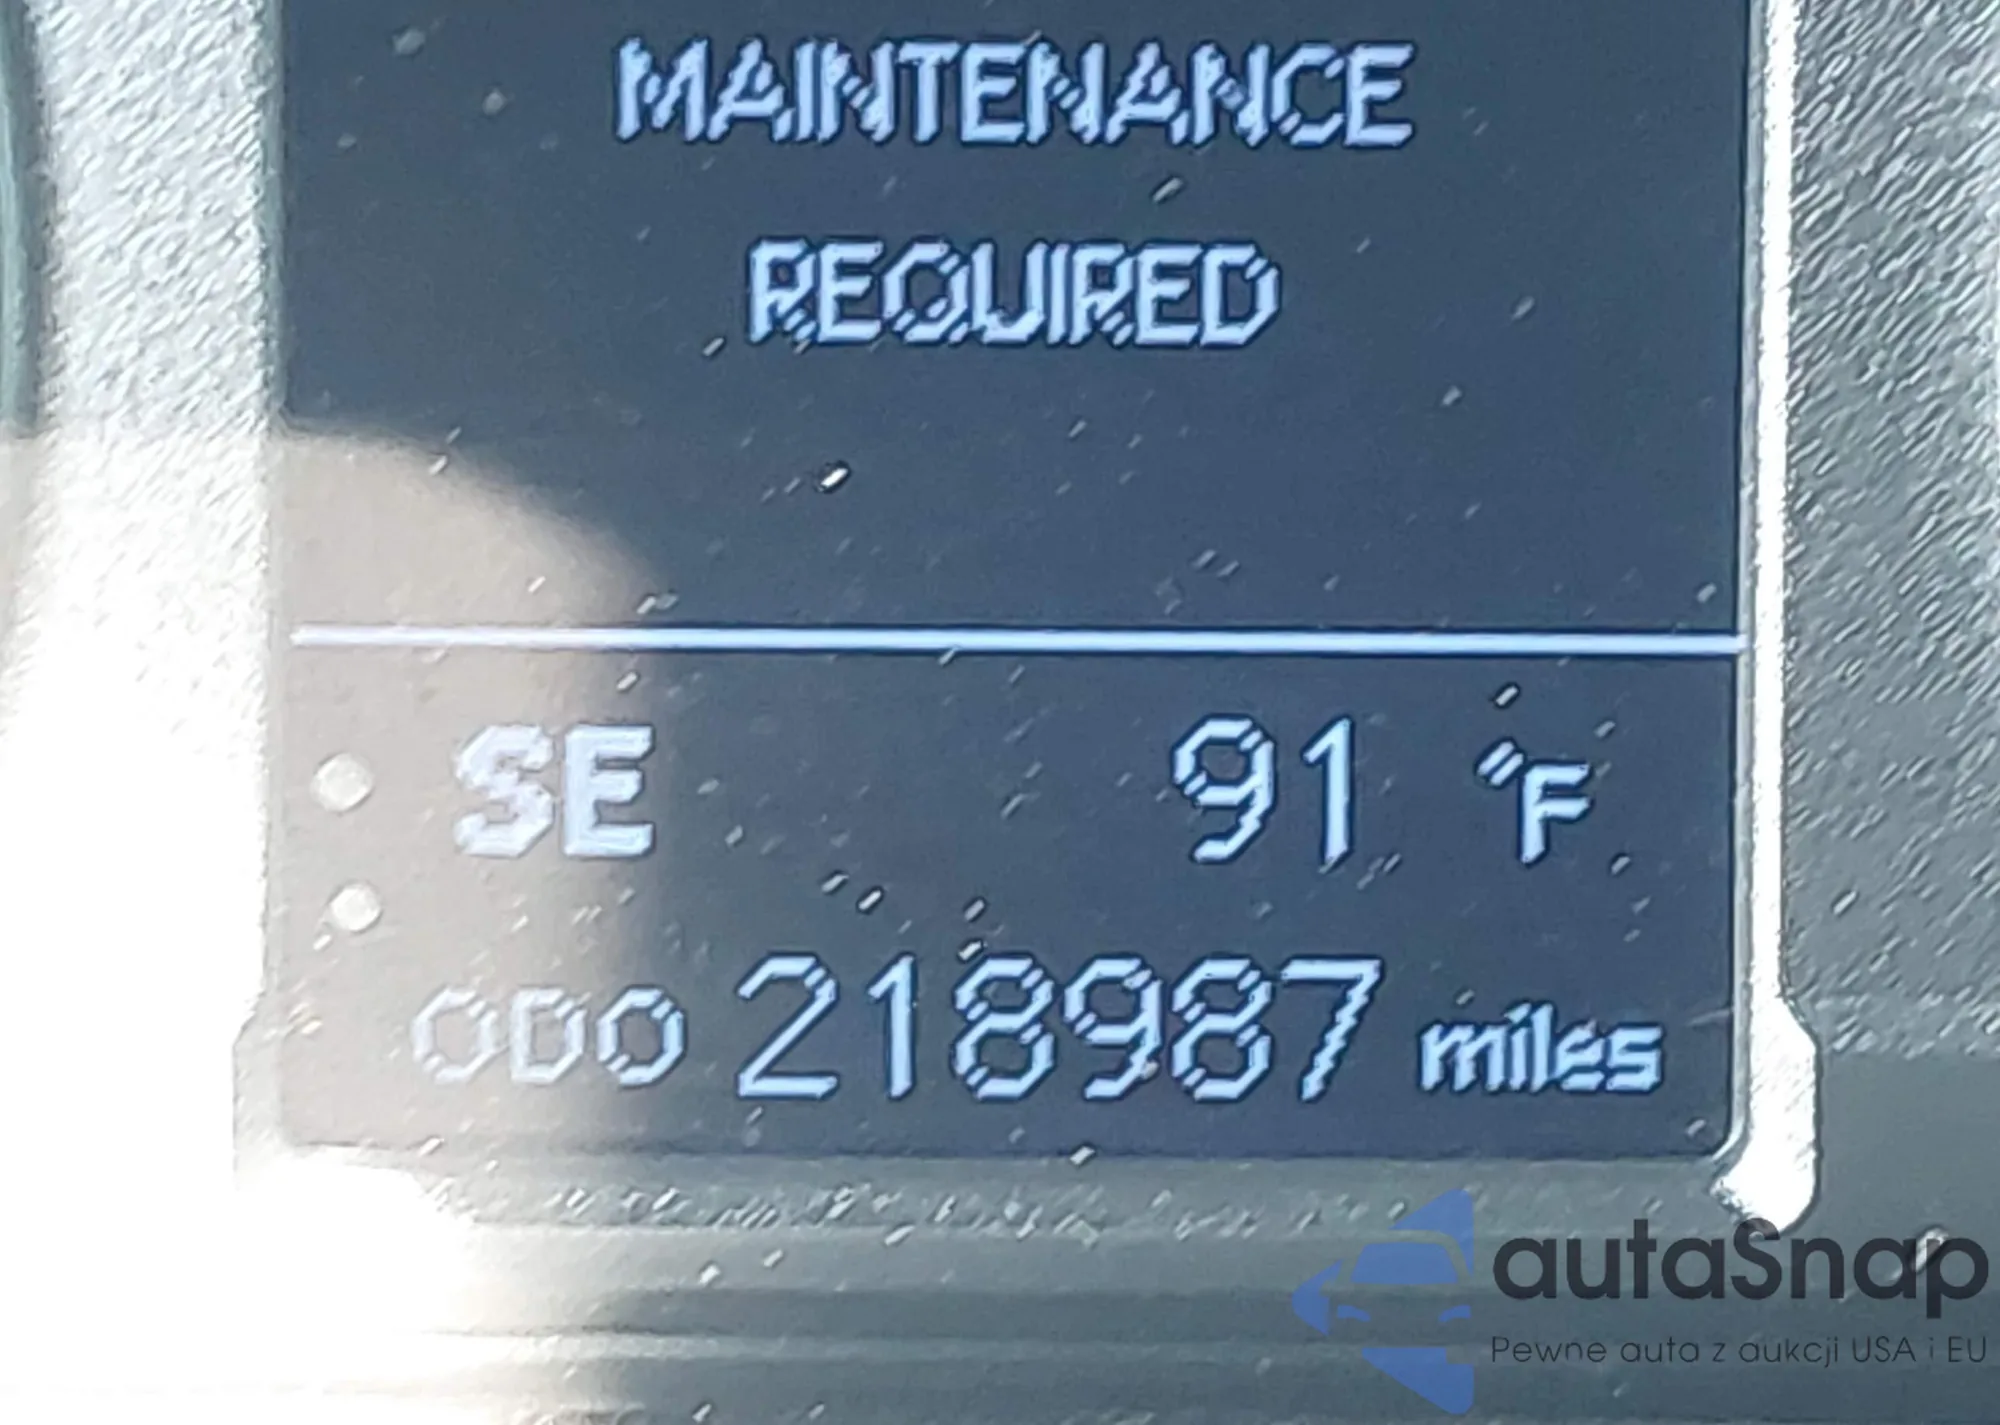 MAINTENANCE
REQUIRED
SE 91 °F
ODO 218987 miles
autaSnap
Pewne auta z aukcji USA i EU